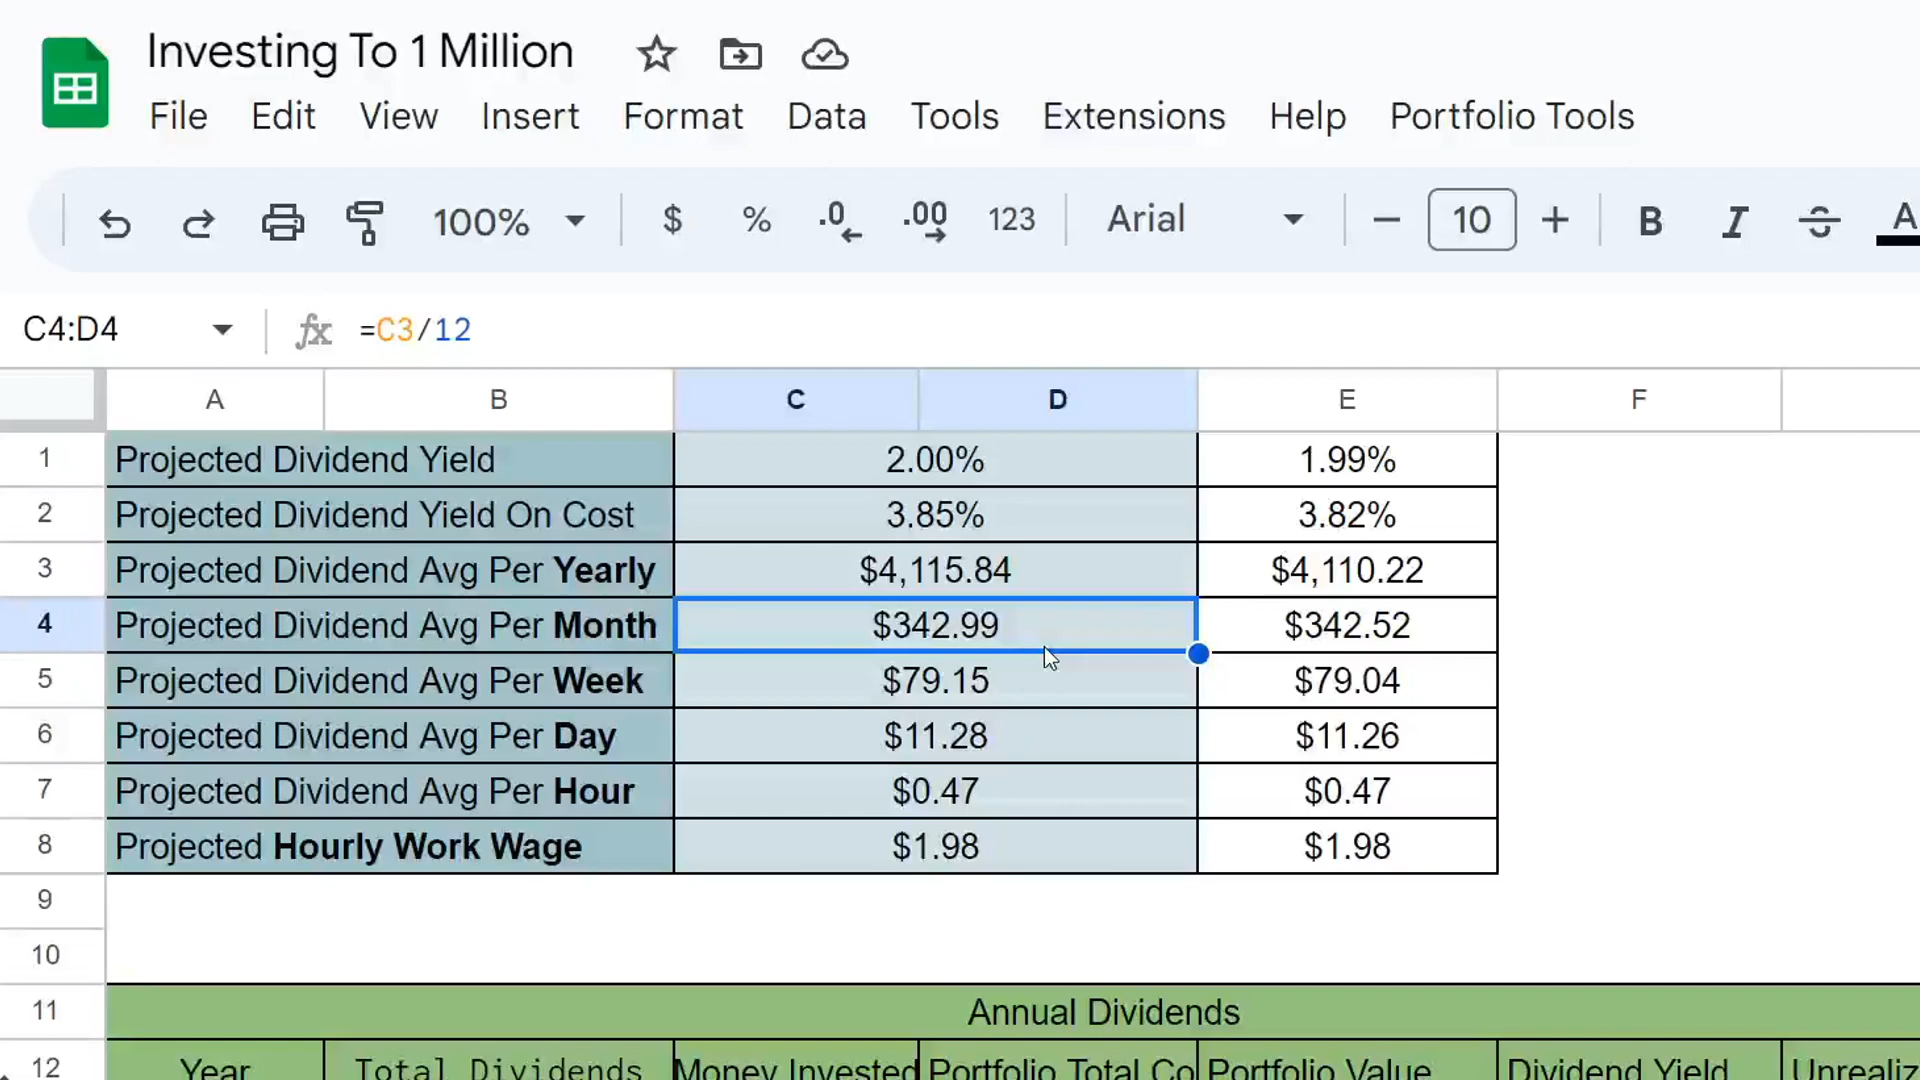 Investing To 1 Million
File Edit View Insert Format Data Tools Extensions Help Portfolio Tools
100% $ % .0 .00 123 Arial 10 B I S A
C4:D4 fx =C3/12
A B C D E F
1 Projected Dividend Yield 2.00% 1.99%
2 Projected Dividend Yield On Cost 3.85% 3.82%
3 Projected Dividend Avg Per Yearly $4,115.84 $4,110.22
4 Projected Dividend Avg Per Month $342.99 $342.52
5 Projected Dividend Avg Per Week $79.15 $79.04
6 Projected Dividend Avg Per Day $11.28 $11.26
7 Projected Dividend Avg Per Hour $0.47 $0.47
8 Projected Hourly Work Wage $1.98 $1.98
9
10
11 Annual Dividends
12 Year Total Dividends Money Invested Portfolio Total Co Portfolio Value Dividend Yield Unrealiz